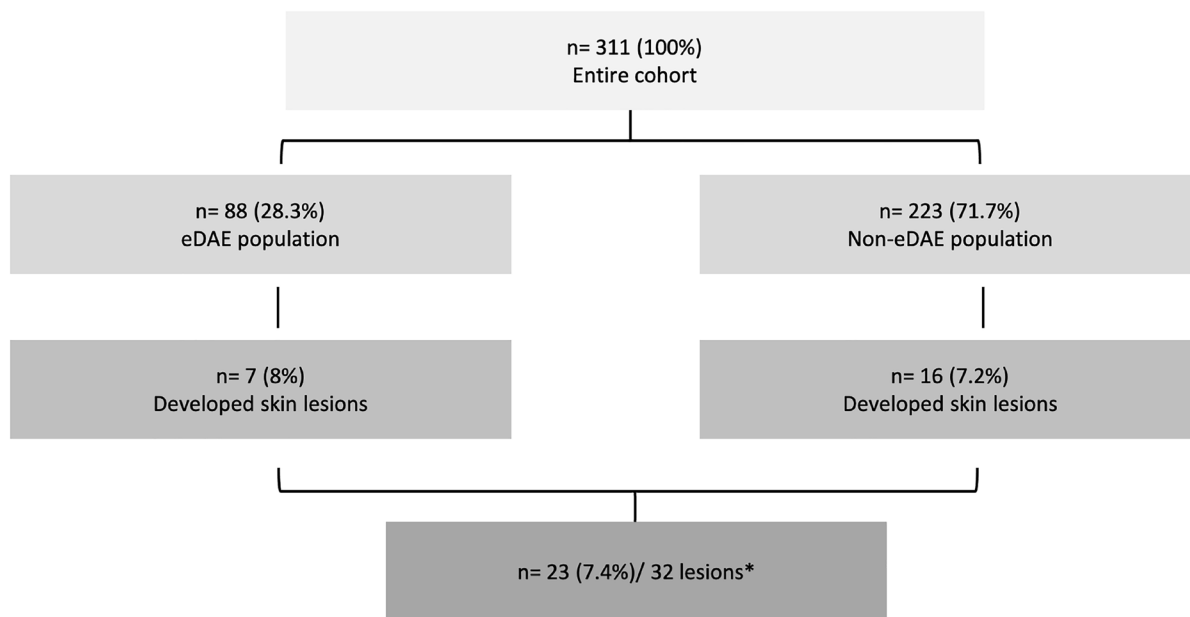 n= 311 (100%)
Entire cohort
n= 88 (28.3%)
eDAE population
n= 223 (71.7%)
Non-eDAE population
n= 7 (8%)
Developed skin lesions
n= 16 (7.2%)
Developed skin lesions
n= 23 (7.4%)/ 32 lesions*